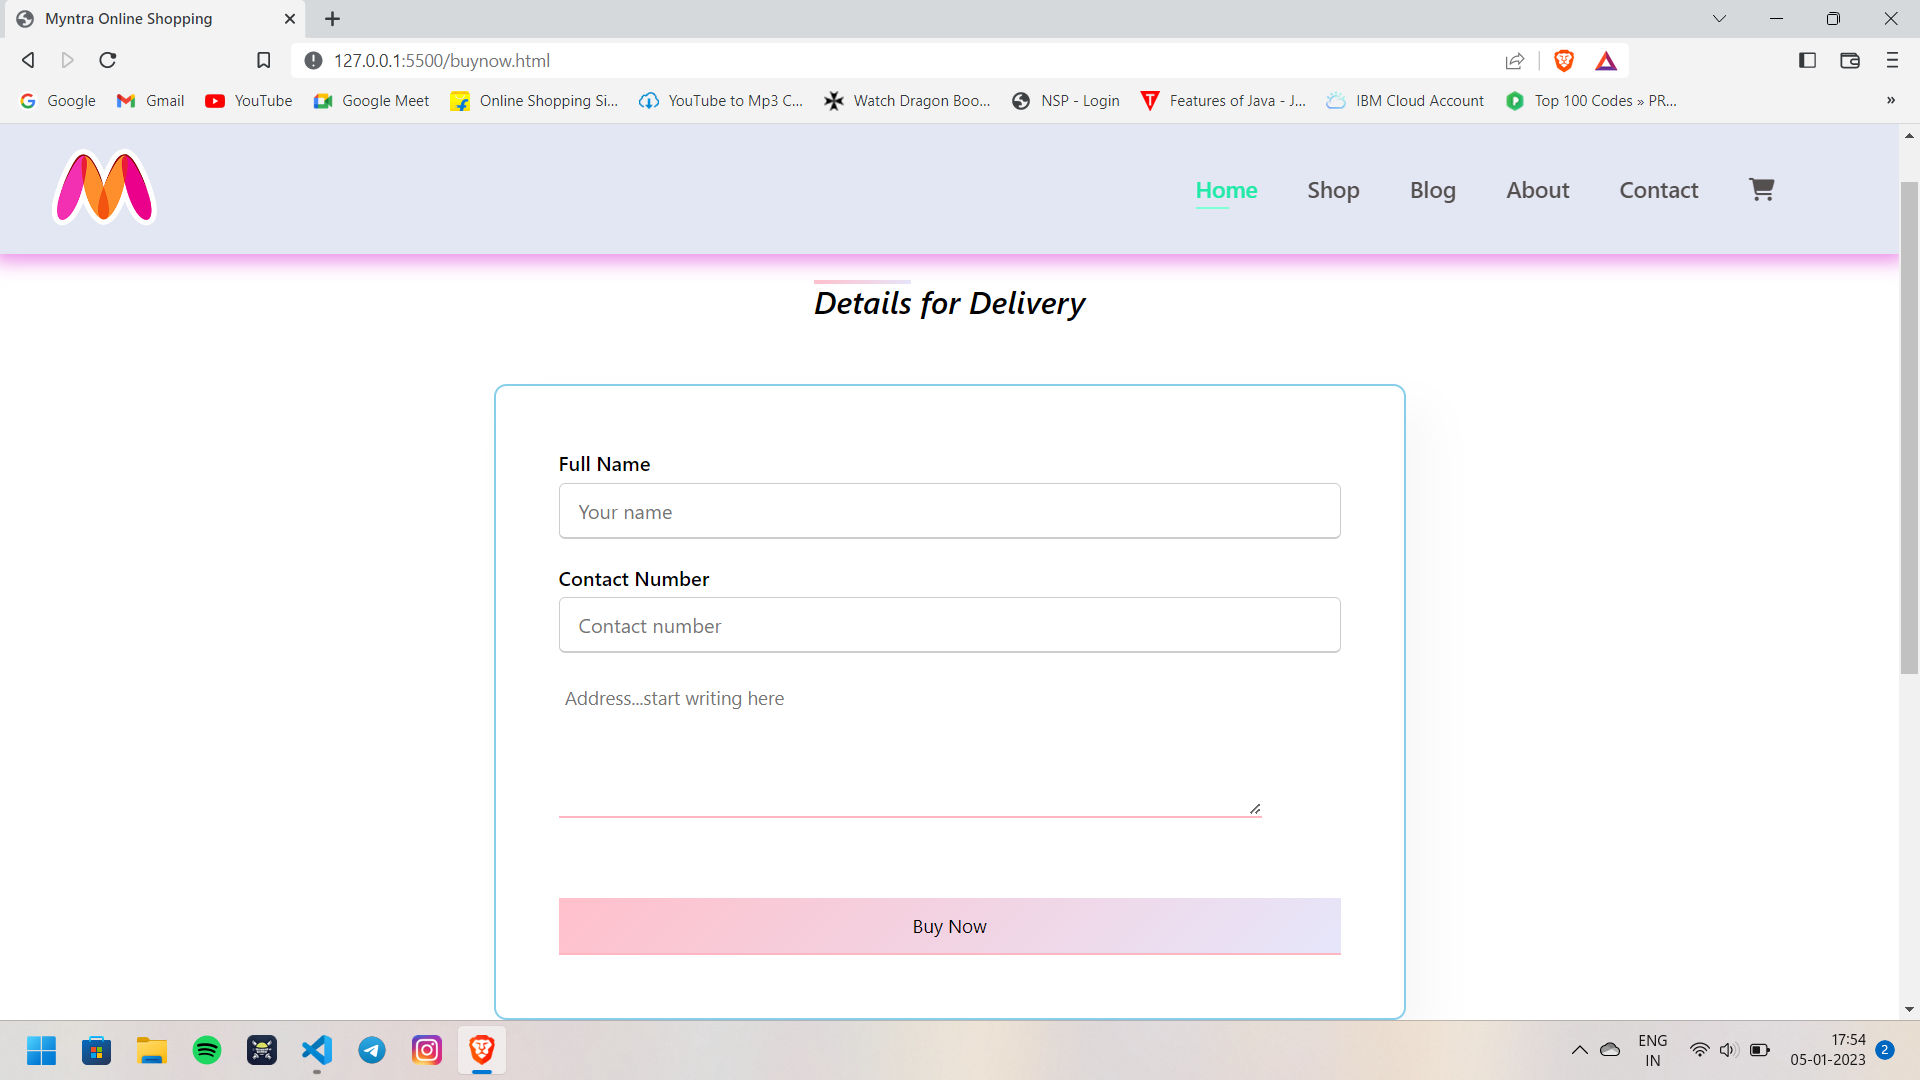 Myntra Online Shopping
127.0.0.1:5500/buynow.html
Google Gmail YouTube Google Meet Online Shopping Si... YouTube to Mp3 C... Watch Dragon Boo... NSP - Login Features of Java - J... IBM Cloud Account Top 100 Codes » PR... »
Home Shop Blog About Contact
Details for Delivery
Full Name
Your name
Contact Number
Contact number
Address...start writing here
Buy Now
ENG 17:54
IN 05-01-2023 2